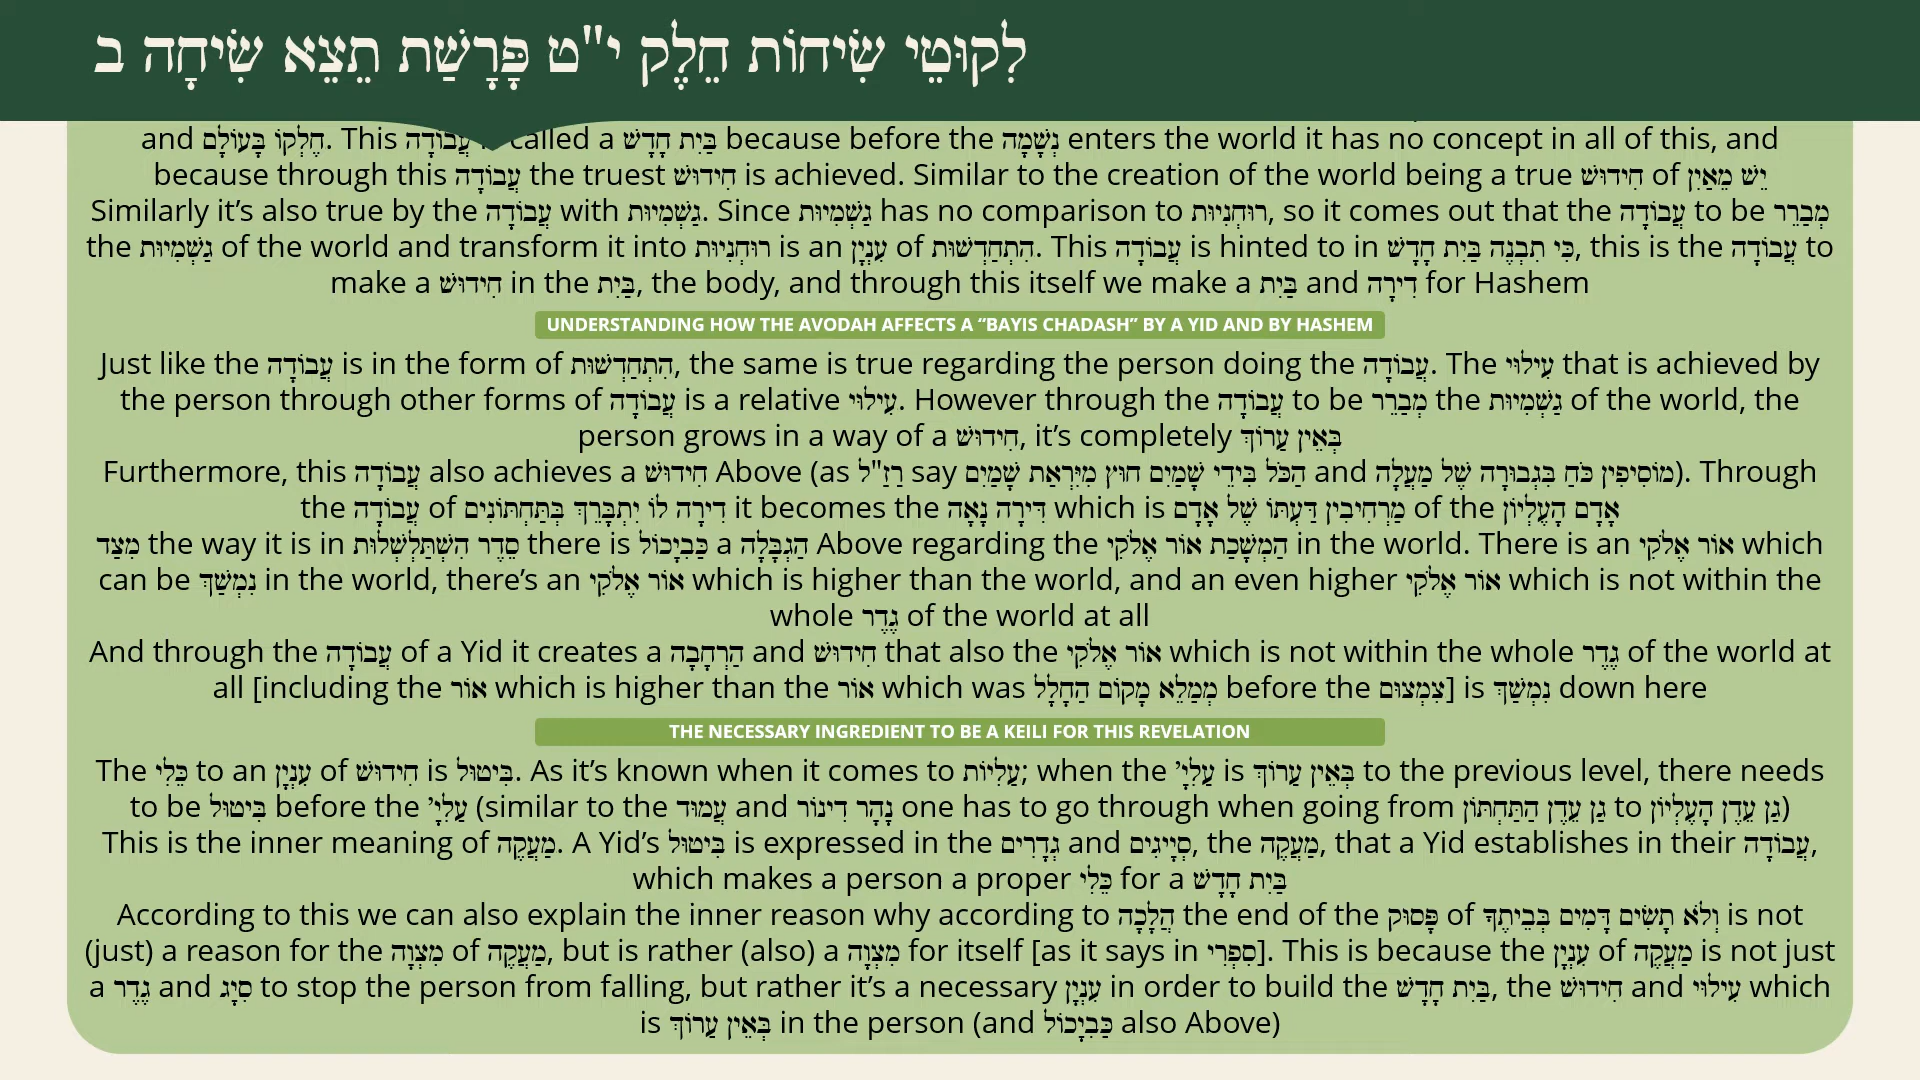 לִקוּטֵי שִׂיחוֹת חֵלֶק י"ט פָּרָשַׁת תֵצֵא שִׂיחָה ב
and חֶלְקוֹ בָּעוֹלָם. This עֲבוֹדָה called a בַּיִת חָדָשׁ because before the נְשָׁמָה enters the world it has no concept in all of this, and
because through this עֲבוֹדָה the truest חִידוּשׁ is achieved. Similar to the creation of the world being a true חִידוּשׁ of יֵשׁ מֵאַיִן
Similarly it’s also true by the עֲבוֹדָה with גַשְׁמִיוּת. Since גַשְׁמִיוּת has no comparison to רוּחְנִיוּת, so it comes out that the עֲבוֹדָה to be מְבַרֵר
the גַשְׁמִיוּת of the world and transform it into רוּחְנִיוּת is an עִנְיָן of הִתְחַדְשׁוּת. This עֲבוֹדָה is hinted to in כִּי תִבְנֶה בַּיִת חָדָשׁ, this is the עֲבוֹדָה to
make a חִידוּשׁ in the בַּיִת, the body, and through this itself we make a בַּיִת and דִירָה for Hashem
UNDERSTANDING HOW THE AVODAH AFFECTS A “BAYIS CHADASH” BY A YID AND BY HASHEM
Just like the עֲבוֹדָה is in the form of הִתְחַדְשׁוּת, the same is true regarding the person doing the עֲבוֹדָה. The עִילוּי that is achieved by
the person through other forms of עֲבוֹדָה is a relative עִילוּי. However through the עֲבוֹדָה to be מְבַרֵר the גַשְׁמִיוּת of the world, the
person grows in a way of a חִידוּשׁ, it’s completely בְּאֵין עֲרוֹךְ
Furthermore, this עֲבוֹדָה also achieves a חִידוּשׁ Above (as רַזַ"ל say הַכֹּל בִּידֵי שָׁמַיִם חוּץ מִיִּרְאַת שָׁמַיִם and מוֹסִיפִין כֹּחַ בִּגְבוּרָה שֶׁל מַעְלָה). Through
the עֲבוֹדָה of דִירָה לוֹ יִתְבָּרֵךְ בְּתַּחְתּוֹנִים it becomes the דִּירָה נָאָה which is מַרְחִיבִין דַּעְתּוֹ שֶׁל אָדָם of the אָדָם הָעֶלְיוֹן
מִצַד the way it is in סֵדֶר הִשְׁתַּלְשְׁלוּת there is כַּבְיָכוֹל a הַגְבָּלָה Above regarding the הַמְשָׁכַת אוֹר אֱלֹקִי in the world. There is an אוֹר אֱלֹקִי which
can be נִמְשַׁךְ in the world, there’s an אוֹר אֱלֹקִי which is higher than the world, and an even higher אוֹר אֱלֹקִי which is not within the
whole גֶדֶר of the world at all
And through the עֲבוֹדָה of a Yid it creates a הַרְחָבָה and חִידוּשׁ that also the אוֹר אֱלֹקִי which is not within the whole גֶדֶר of the world at
all [including the אוֹר which is higher than the אוֹר which was מְמַלֵא מָקוֹם הַחָלָל before the צִמְצוּם] is נִמְשַׁךְ down here
THE NECESSARY INGREDIENT TO BE A KEILI FOR THIS REVELATION
The כֵּלִי to an עִנְיָן of חִידוּשׁ is בִּיטוּל. As it’s known when it comes to עֲלִיוֹת; when the עֲלִיָ' is בְּאֵין עֲרוֹךְ to the previous level, there needs
to be בִּיטוּל before the עֲלִיָ' (similar to the עַמוּד and נָהָר דִינוֹר one has to go through when going from גַן עֵדֶן הַתַּחְתּוֹן to גַן עֵדֶן הָעֶלְיוֹן)
This is the inner meaning of מַעֲקֶה. A Yid’s בִּיטוּל is expressed in the גְדָרִים and סְיָיגִים, the מַעֲקֶה, that a Yid establishes in their עֲבוֹדָה,
which makes a person a proper כֵּלִי for a בַּיִת חָדָשׁ
According to this we can also explain the inner reason why according to הֲלָכָה the end of the פָּסוּק of וְלֹא תָשִׂים דָּמִים בְּבֵיתֶךָ is not
(just) a reason for the מִצְוָה of מַעֲקֶה, but is rather (also) a מִצְוָה for itself [as it says in סִפְרִי]. This is because the עִנְיָן of מַעֲקֶה is not just
a גֶדֶר and סְיָג to stop the person from falling, but rather it’s a necessary עִנְיָן in order to build the בַּיִת חָדָשׁ, the חִידוּשׁ and עִילוּי which
is בְּאֵין עֲרוֹךְ in the person (and כַּבִיָכוֹל also Above)